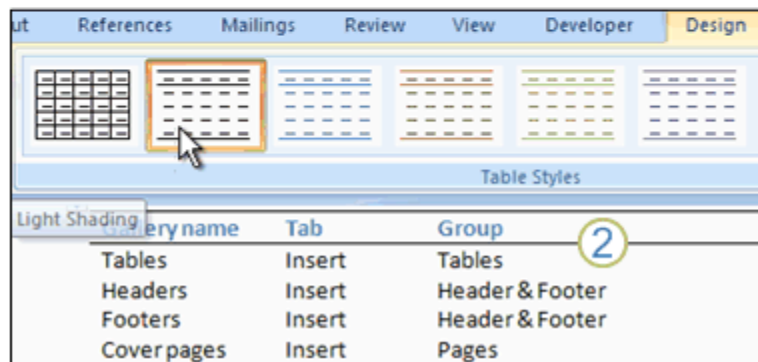 ut References Mailings Review View Developer Design
Table Styles
Light Shading
Gallery name Tab Group
2
Tables Insert Tables
Headers Insert Header & Footer
Footers Insert Header & Footer
Cover pages Insert Pages